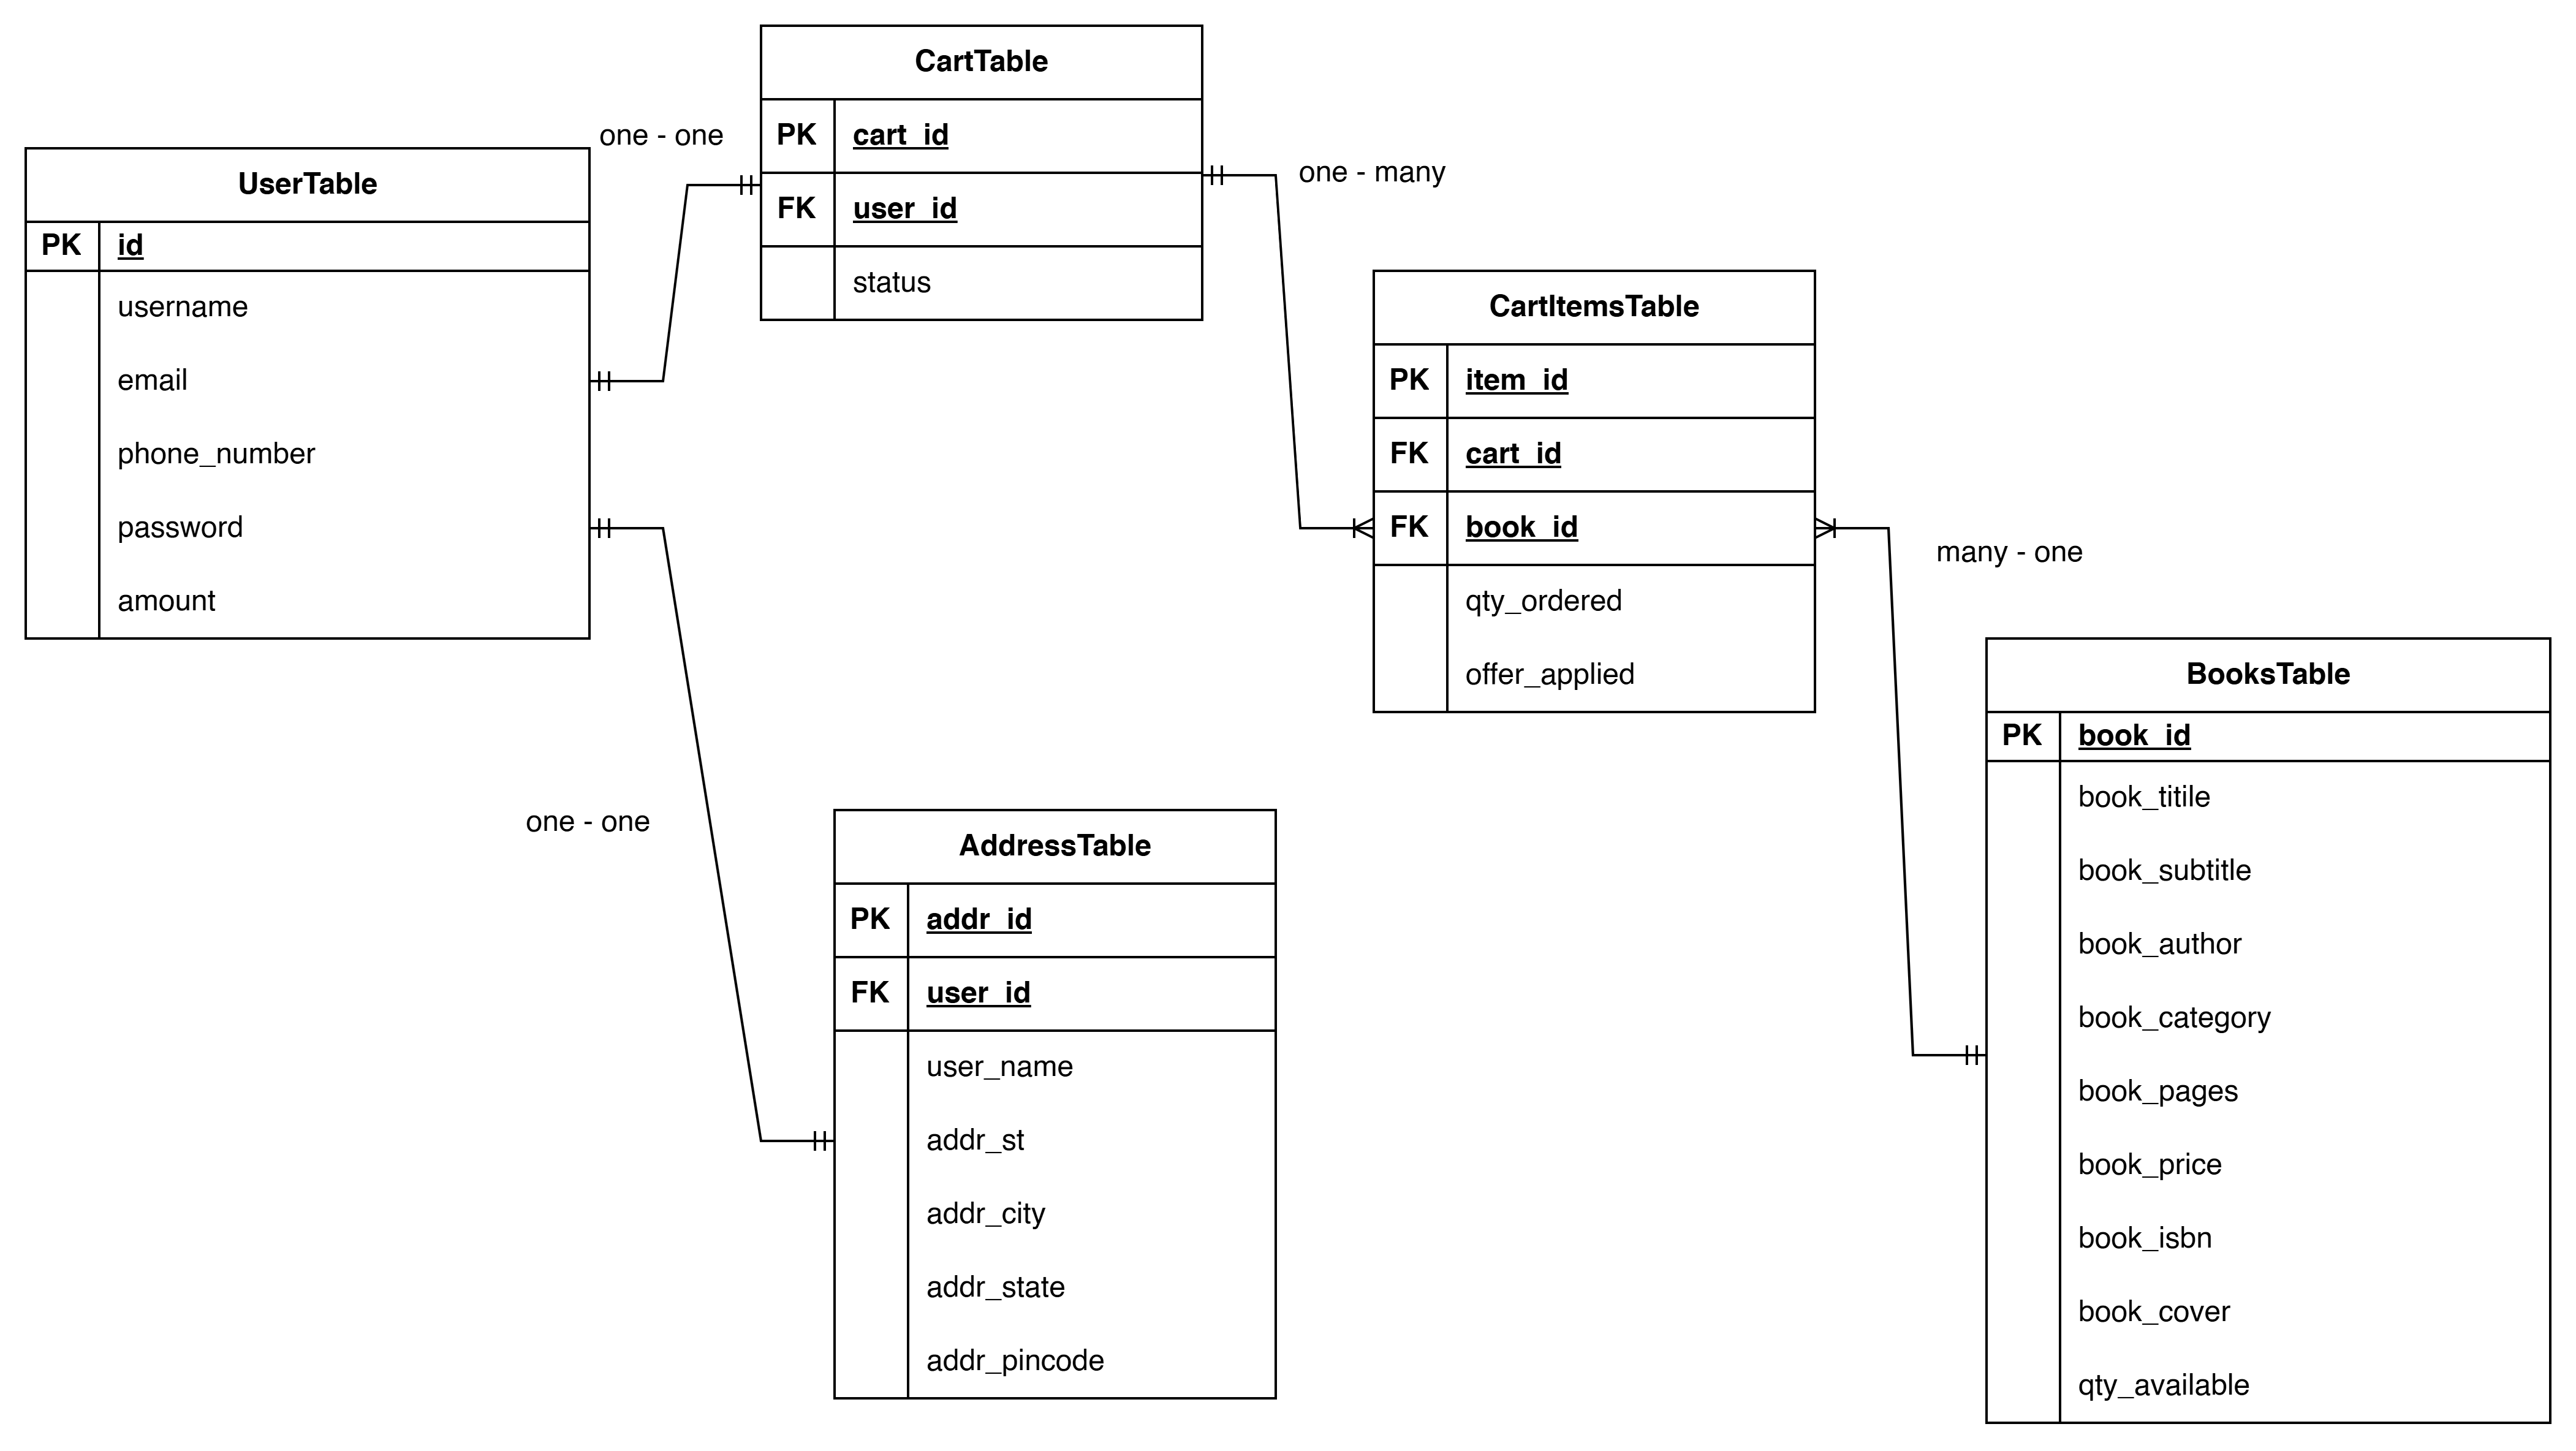 UserTable
PK id
username
email
phone_number
password
amount
one - one
CartTable
PK cart_id
FK user_id
status
one - many
CartItemsTable
PK item_id
FK cart_id
FK book_id
qty_ordered
offer_applied
many - one
BooksTable
PK book_id
book_titile
book_subtitle
book_author
book_category
book_pages
book_price
book_isbn
book_cover
qty_available
one - one
AddressTable
PK addr_id
FK user_id
user_name
addr_st
addr_city
addr_state
addr_pincode